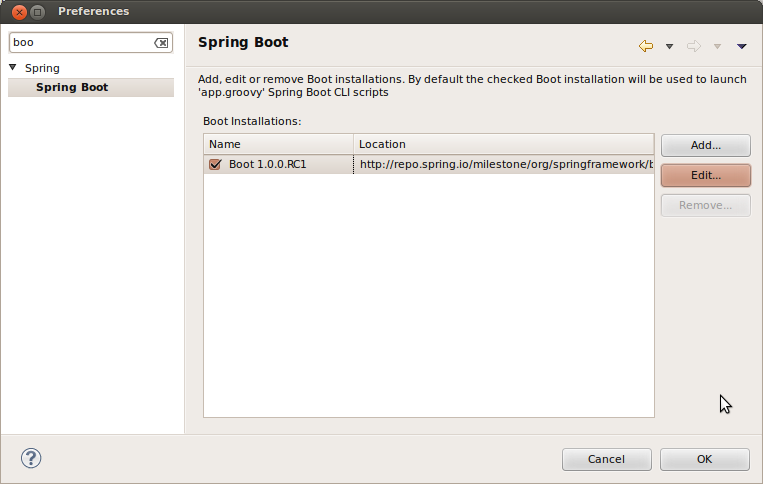 Preferences
boo
Spring
Spring Boot
Spring Boot
Add, edit or remove Boot installations. By default the checked Boot installation will be used to launch
'app.groovy' Spring Boot CLI scripts
Boot Installations:
Name Location
Boot 1.0.0.RC1 http://repo.spring.io/milestone/org/springframework/b
Add...
Edit...
Remove...
?
Cancel OK